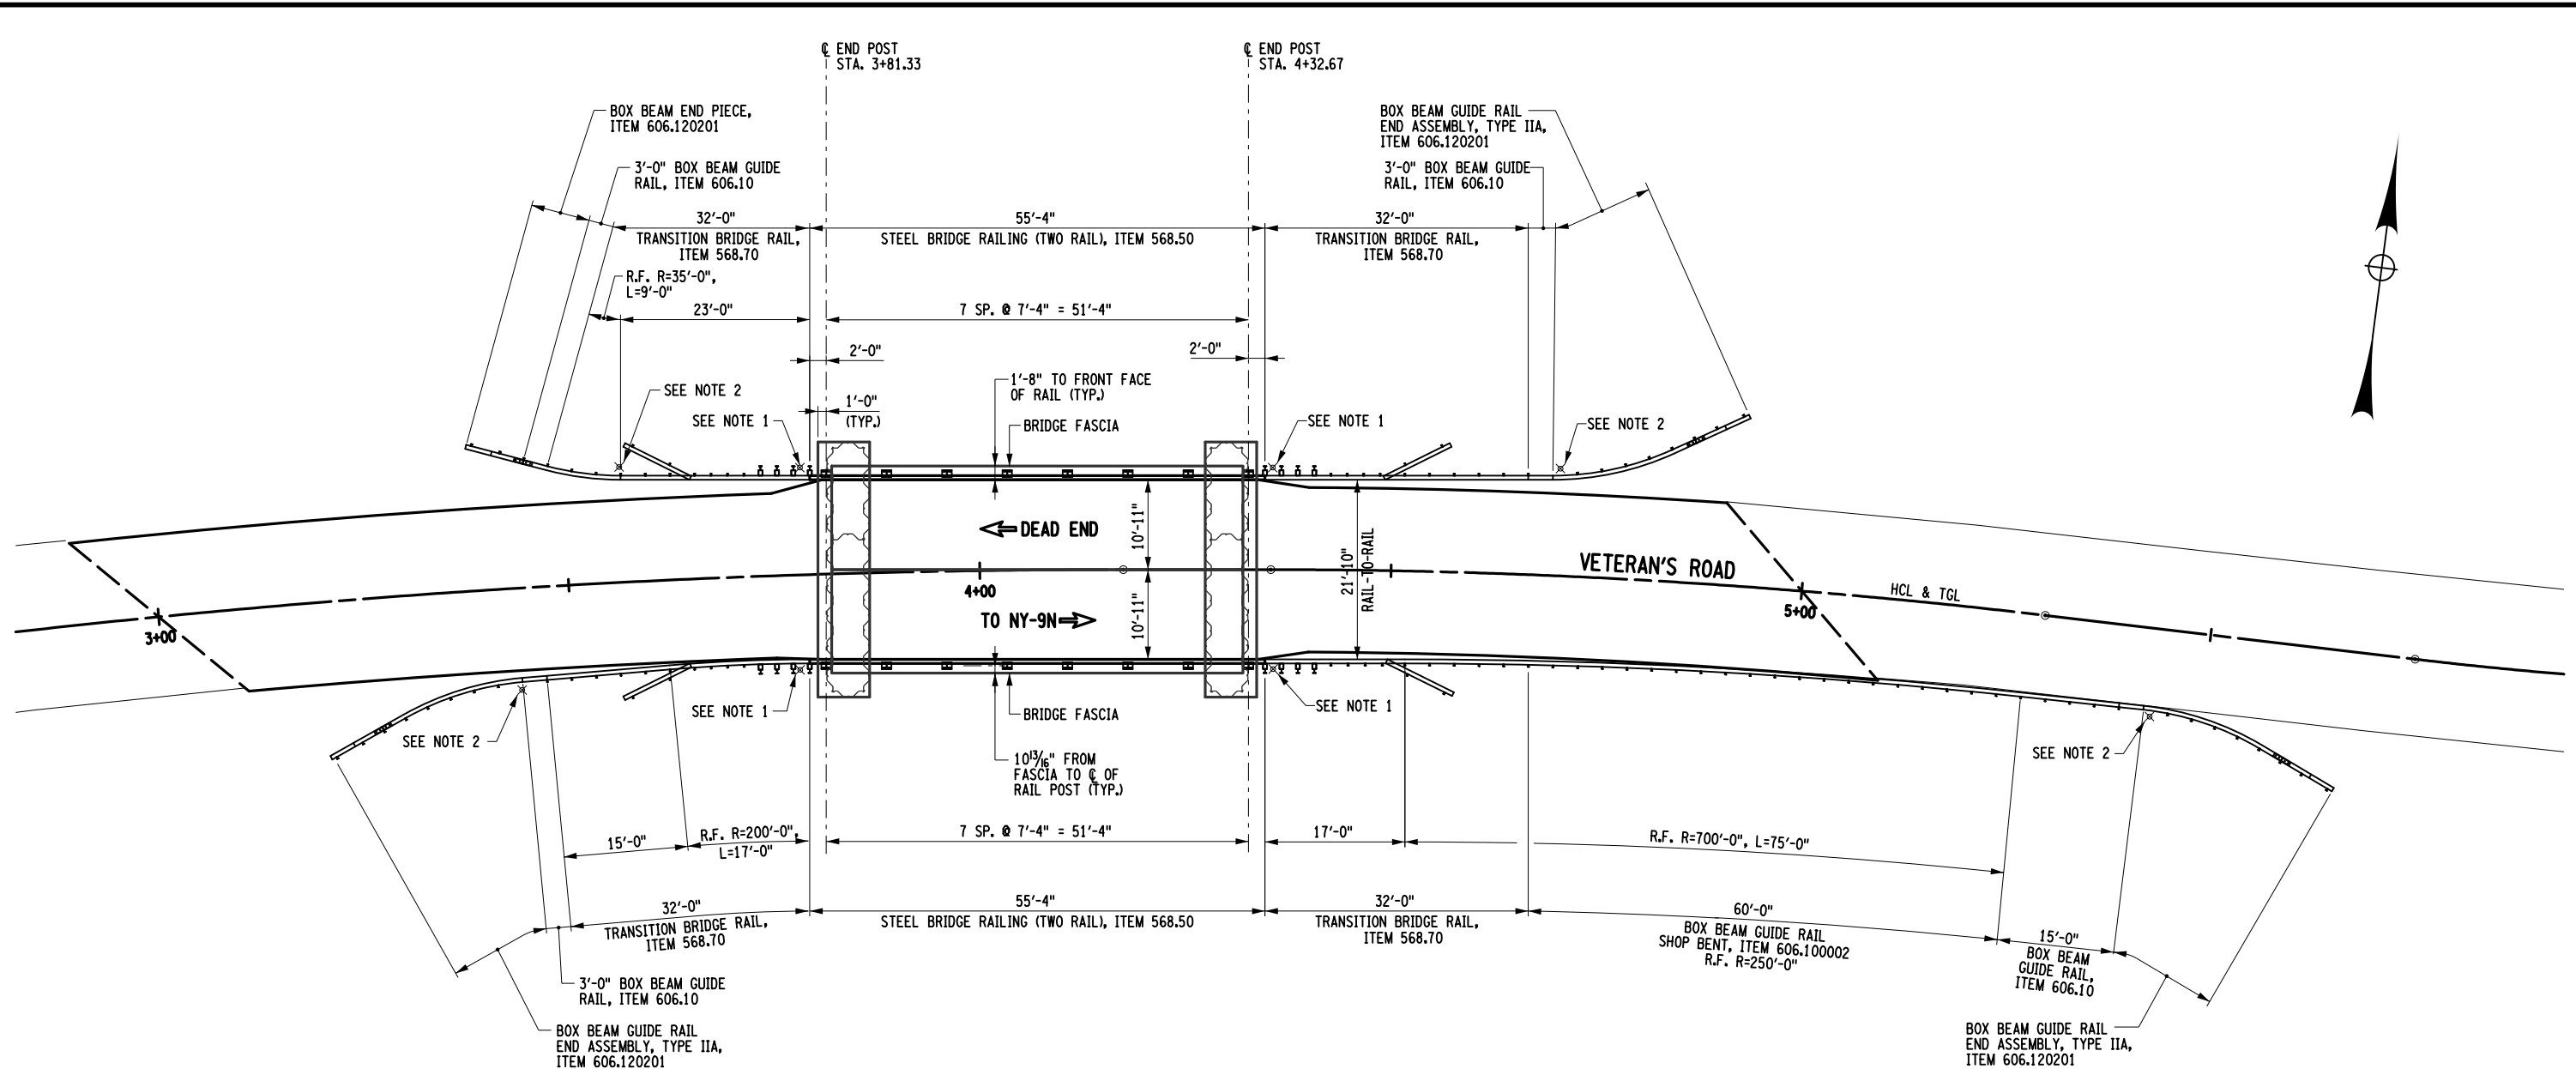 ℄ END POST
STA. 3+81.33
℄ END POST
STA. 4+32.67
BOX BEAM END PIECE,
ITEM 606.120201
3'-0" BOX BEAM GUIDE
RAIL, ITEM 606.10
BOX BEAM GUIDE RAIL
END ASSEMBLY, TYPE IIA,
ITEM 606.120201
3'-0" BOX BEAM GUIDE
RAIL, ITEM 606.10
32'-0"
TRANSITION BRIDGE RAIL,
ITEM 568.70
55'-4"
STEEL BRIDGE RAILING (TWO RAIL), ITEM 568.50
32'-0"
TRANSITION BRIDGE RAIL,
ITEM 568.70
R.F. R=35'-0",
L=9'-0"
23'-0"
7 SP. @ 7'-4" = 51'-4"
2'-0"
2'-0"
1'-0"
(TYP.)
1'-8" TO FRONT FACE
OF RAIL (TYP.)
BRIDGE FASCIA
SEE NOTE 2
SEE NOTE 1
SEE NOTE 1
SEE NOTE 2
DEAD END
10'-11"
21'-10"
RAIL-TO-RAIL
VETERAN'S ROAD
HCL & TGL
3+00
4+00
5+00
TO NY-9N
10'-11"
SEE NOTE 1
SEE NOTE 2
BRIDGE FASCIA
SEE NOTE 1
SEE NOTE 2
10 13/16" FROM
FASCIA TO ℄ OF
RAIL POST (TYP.)
15'-0"
R.F. R=200'-0",
L=17'-0"
7 SP. @ 7'-4" = 51'-4"
17'-0"
R.F. R=700'-0", L=75'-0"
32'-0"
TRANSITION BRIDGE RAIL,
ITEM 568.70
55'-4"
STEEL BRIDGE RAILING (TWO RAIL), ITEM 568.50
32'-0"
TRANSITION BRIDGE RAIL,
ITEM 568.70
60'-0"
BOX BEAM GUIDE RAIL
SHOP BENT, ITEM 606.100002
R.F. R=250'-0"
15'-0"
BOX BEAM
GUIDE RAIL,
ITEM 606.10
3'-0" BOX BEAM GUIDE
RAIL, ITEM 606.10
BOX BEAM GUIDE RAIL
END ASSEMBLY, TYPE IIA,
ITEM 606.120201
BOX BEAM GUIDE RAIL
END ASSEMBLY, TYPE IIA,
ITEM 606.120201